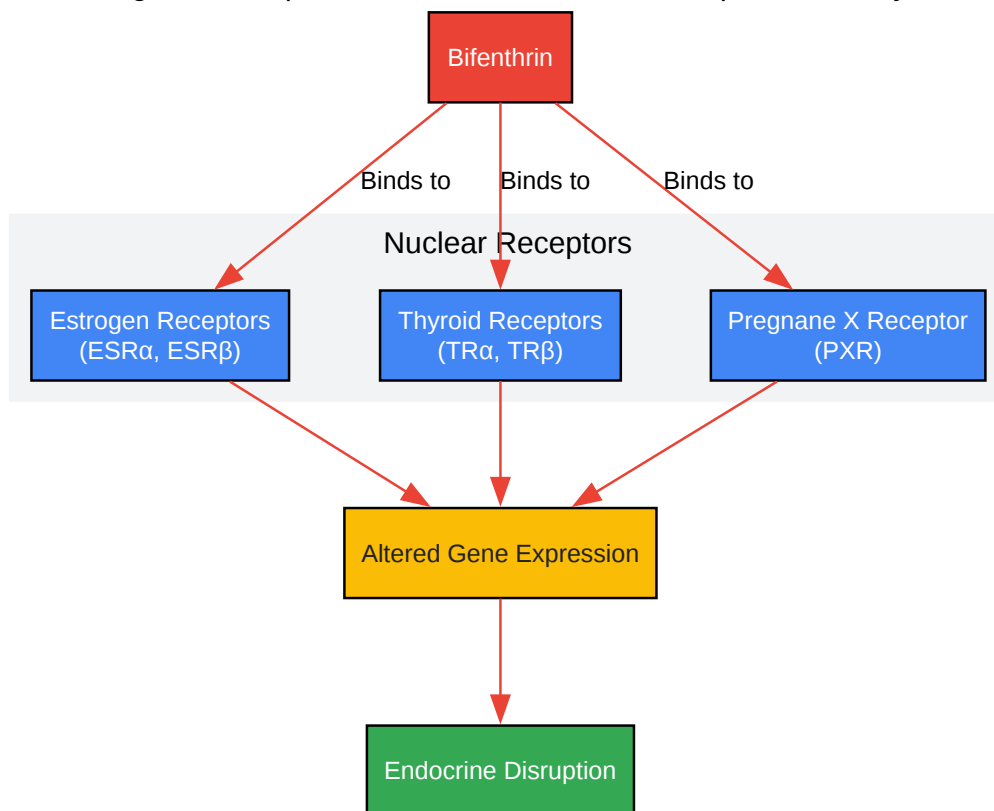 Bifenthrin
Binds to
Binds to
Binds to
Nuclear Receptors
Estrogen Receptors
(ESRα, ESRβ)
Thyroid Receptors
(TRα, TRβ)
Pregnane X Receptor
(PXR)
Altered Gene Expression
Endocrine Disruption